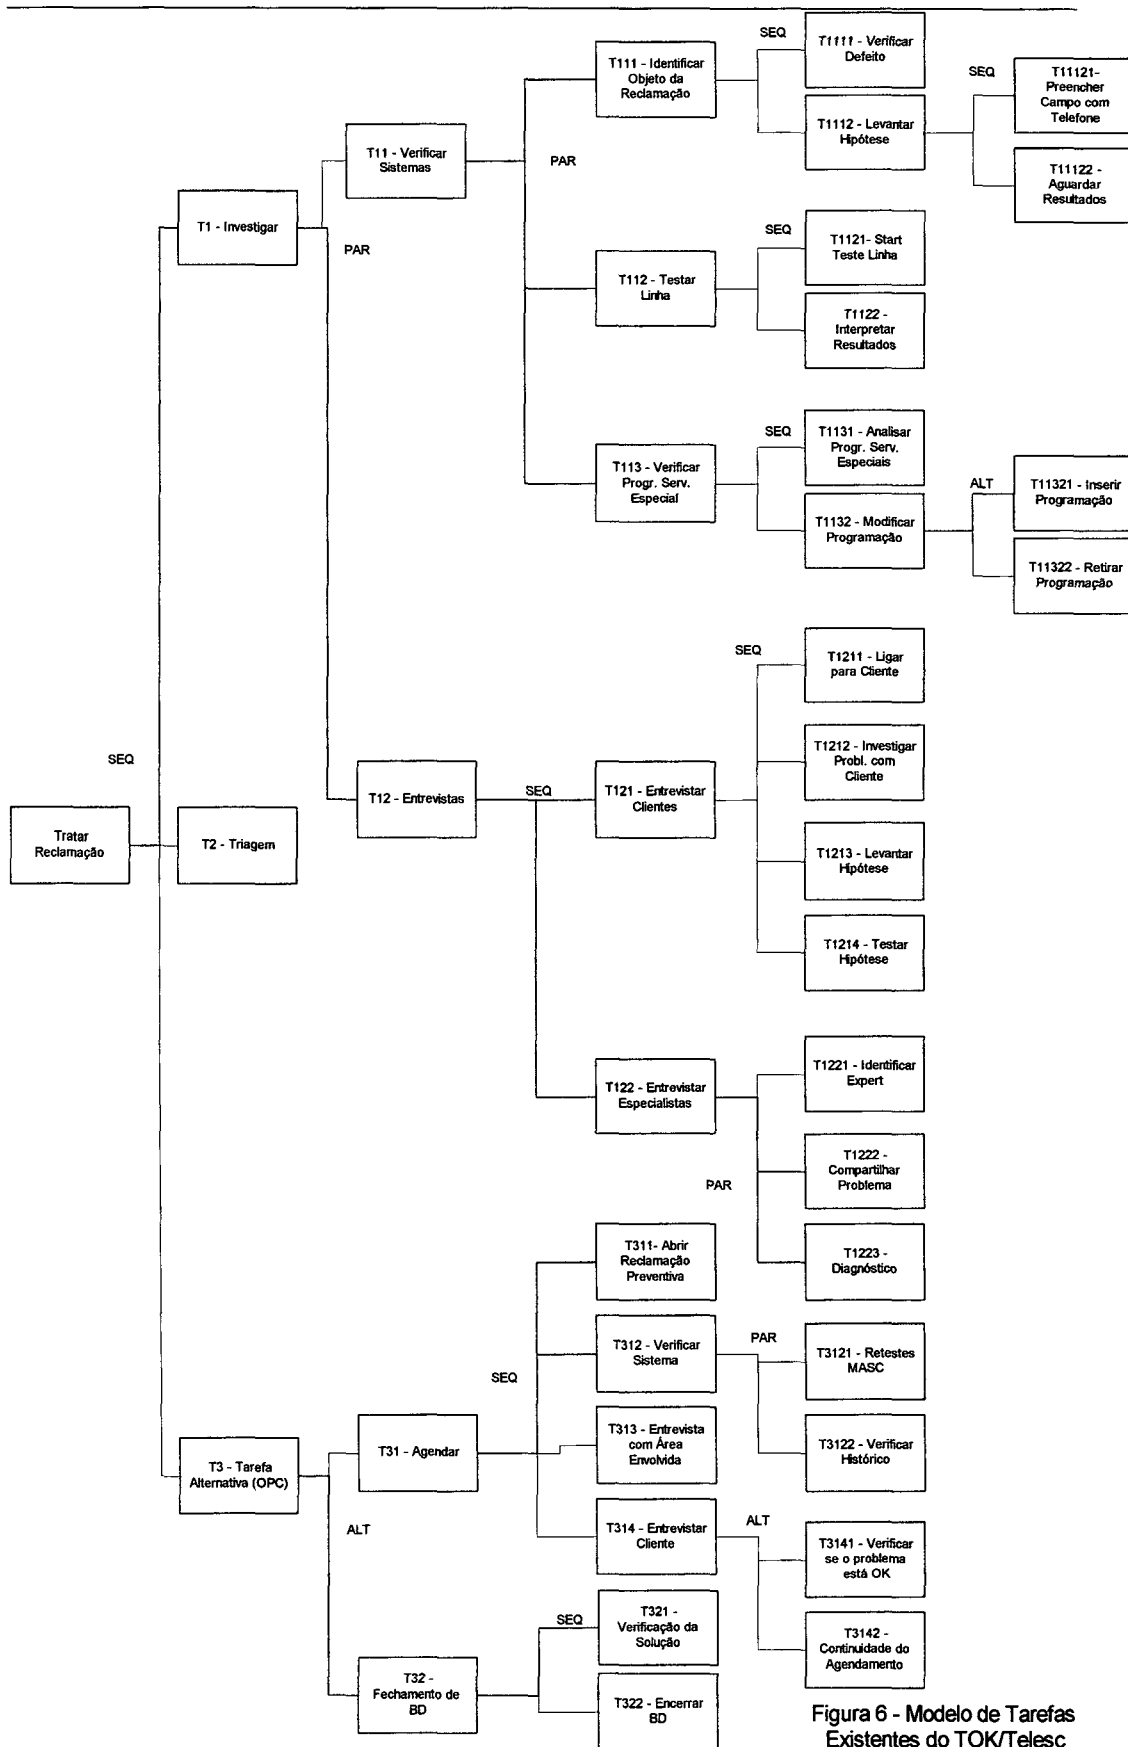 SEQ
T1111 - Verificar
Defeito
T111 - Identificar
Objeto da
Reclamação
SEQ
T11121-
Preencher
Campo com
Telefone
T1112 - Levantar
Hipótese
T11 - Verificar
Sistemas
PAR
T11122 -
Aguardar
Resultados
T1 - Investigar
PAR
SEQ
T1121- Start
Teste Linha
T112 - Testar
Linha
T1122 -
Interpretar
Resultados
SEQ
T1131 - Analisar
Progr. Serv.
Especiais
T113 - Verificar
Progr. Serv.
Especial
ALT
T11321 - Inserir
Programação
T1132 - Modificar
Programação
T11322 - Retirar
Programação
SEQ
T1211 - Ligar
para Cliente
T1212 - Investigar
Probl. com
Cliente
SEQ
T12 - Entrevistas
SEQ
T121 - Entrevistar
Clientes
Tratar
Reclamação
T2 - Triagem
T1213 - Levantar
Hipótese
T1214 - Testar
Hipótese
T1221 - Identificar
Expert
T122 - Entrevistar
Especialistas
T1222 -
Compartilhar
Problema
PAR
T1223 -
Diagnóstico
T311- Abrir
Reclamação
Preventiva
T312 - Verificar
Sistema
PAR
T3121 - Retestes
MASC
SEQ
T31 - Agendar
T313 - Entrevista
com Área
Envolvida
T3122 - Verificar
Histórico
T3 - Tarefa
Alternativa (OPC)
ALT
T314 - Entrevistar
Cliente
ALT
T3141 - Verificar
se o problema
está OK
SEQ
T321 -
Verificação da
Solução
T3142 -
Continuidade do
Agendamento
T32 -
Fechamento de
BD
T322 - Encerrar
BD
Figura 6 - Modelo de Tarefas
Existentes do TOK/Telesc